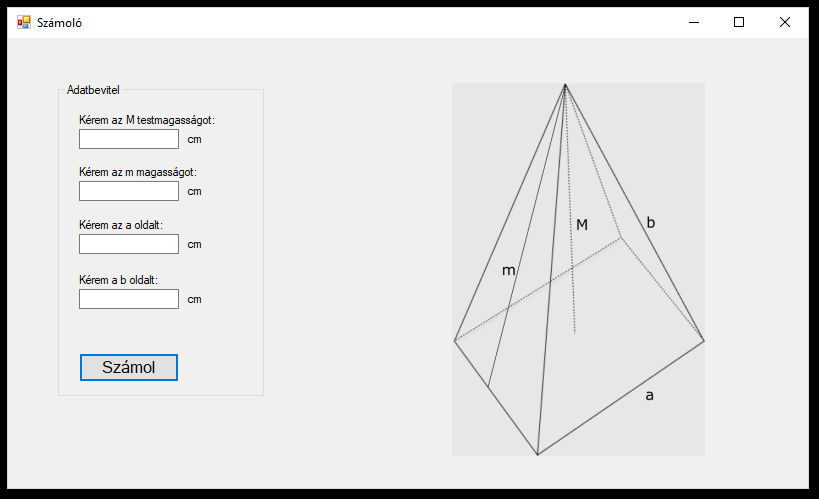 Számoló
Adatbevitel
Kérem az M testmagasságot:
cm
Kérem az m magasságot:
cm
Kérem az a oldalt:
cm
Kérem a b oldalt:
cm
Számol
M
b
m
a